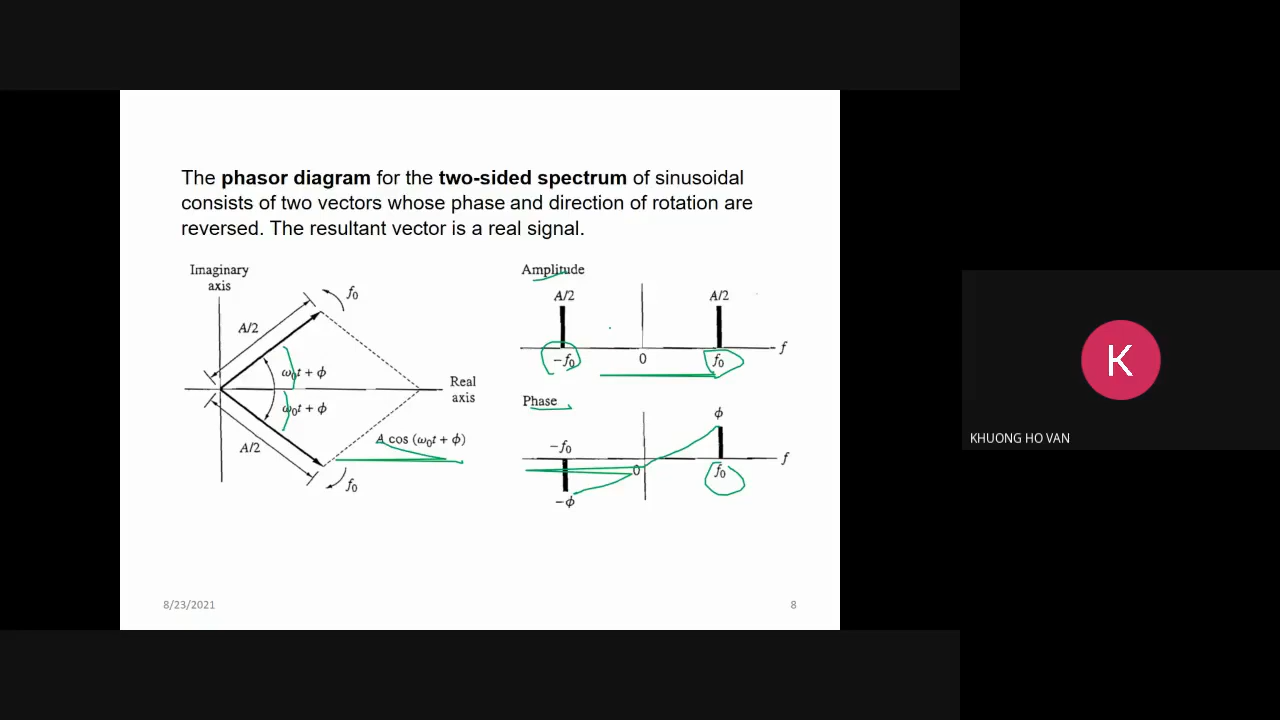 The phasor diagram for the two-sided spectrum of sinusoidal
consists of two vectors whose phase and direction of rotation are
reversed. The resultant vector is a real signal.
Imaginary
axis
f₀
A/2
ω₀t + ϕ
Real
axis
ω₀t + ϕ
A cos (ω₀t + ϕ)
A/2
f₀
Amplitude
A/2
A/2
−f₀
0
f₀
f
Phase
ϕ
−f₀
f
0
f₀
−ϕ
8/23/2021
8
K
KHUONG HO VAN